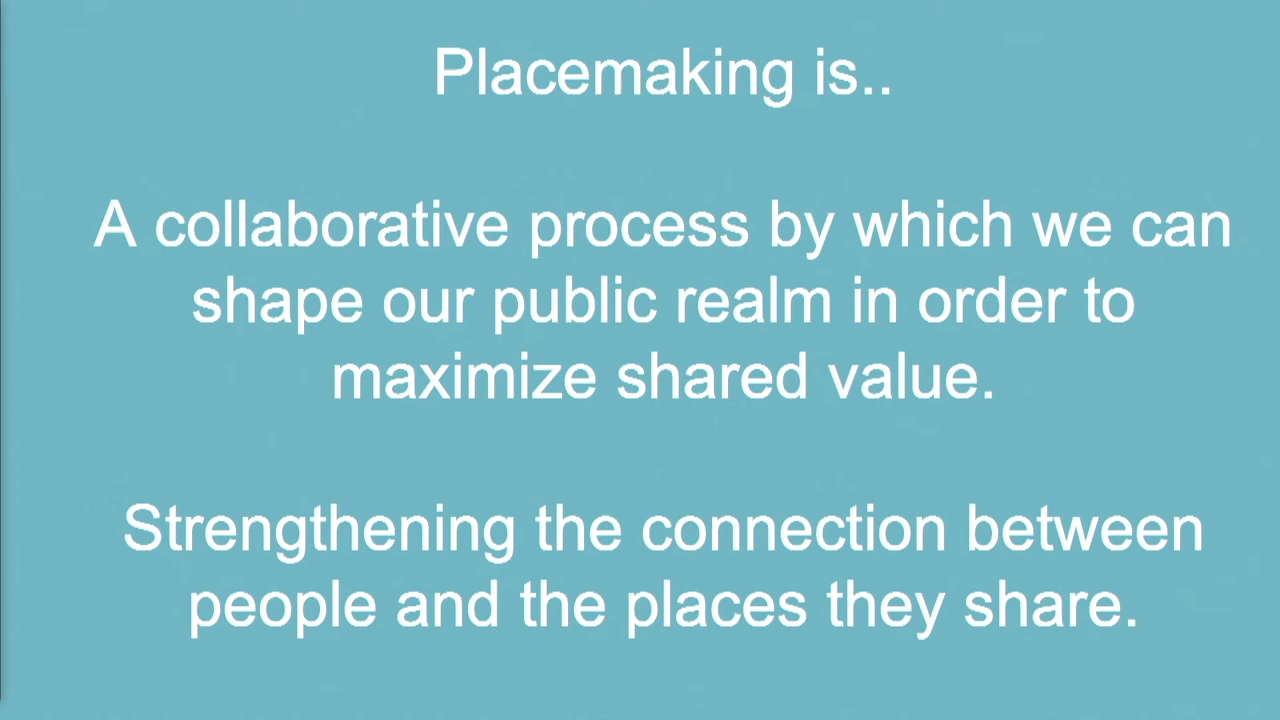 Placemaking is..
A collaborative process by which we can
shape our public realm in order to
maximize shared value.
Strengthening the connection between
people and the places they share.